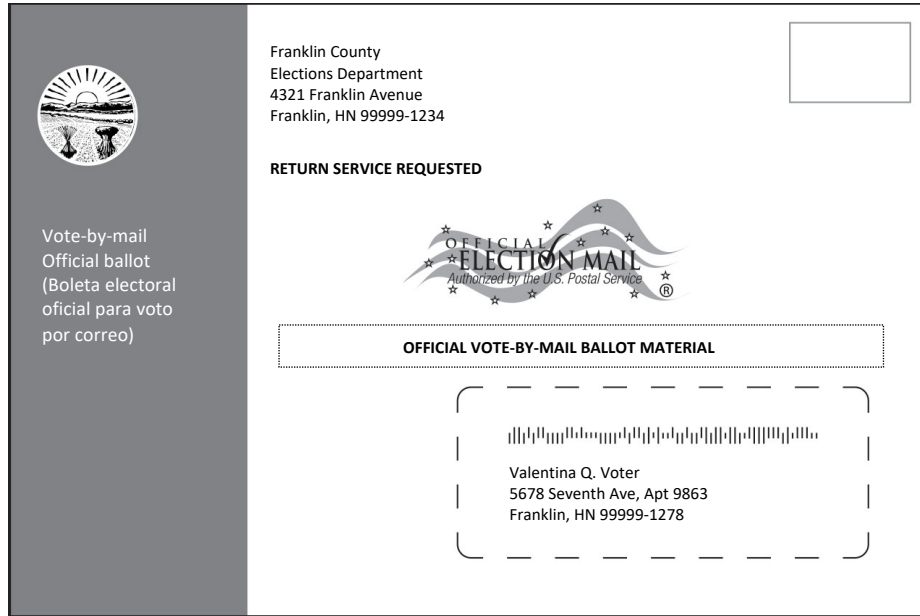 Franklin County
Elections Department
4321 Franklin Avenue
Franklin, HN 99999-1234
RETURN SERVICE REQUESTED
Vote-by-mail
Official ballot
(Boleta electoral
oficial para voto
por correo)
OFFICIAL
ELECTION MAIL
Authorized by the U.S. Postal Service
®
OFFICIAL VOTE-BY-MAIL BALLOT MATERIAL
Valentina Q. Voter
5678 Seventh Ave, Apt 9863
Franklin, HN 99999-1278